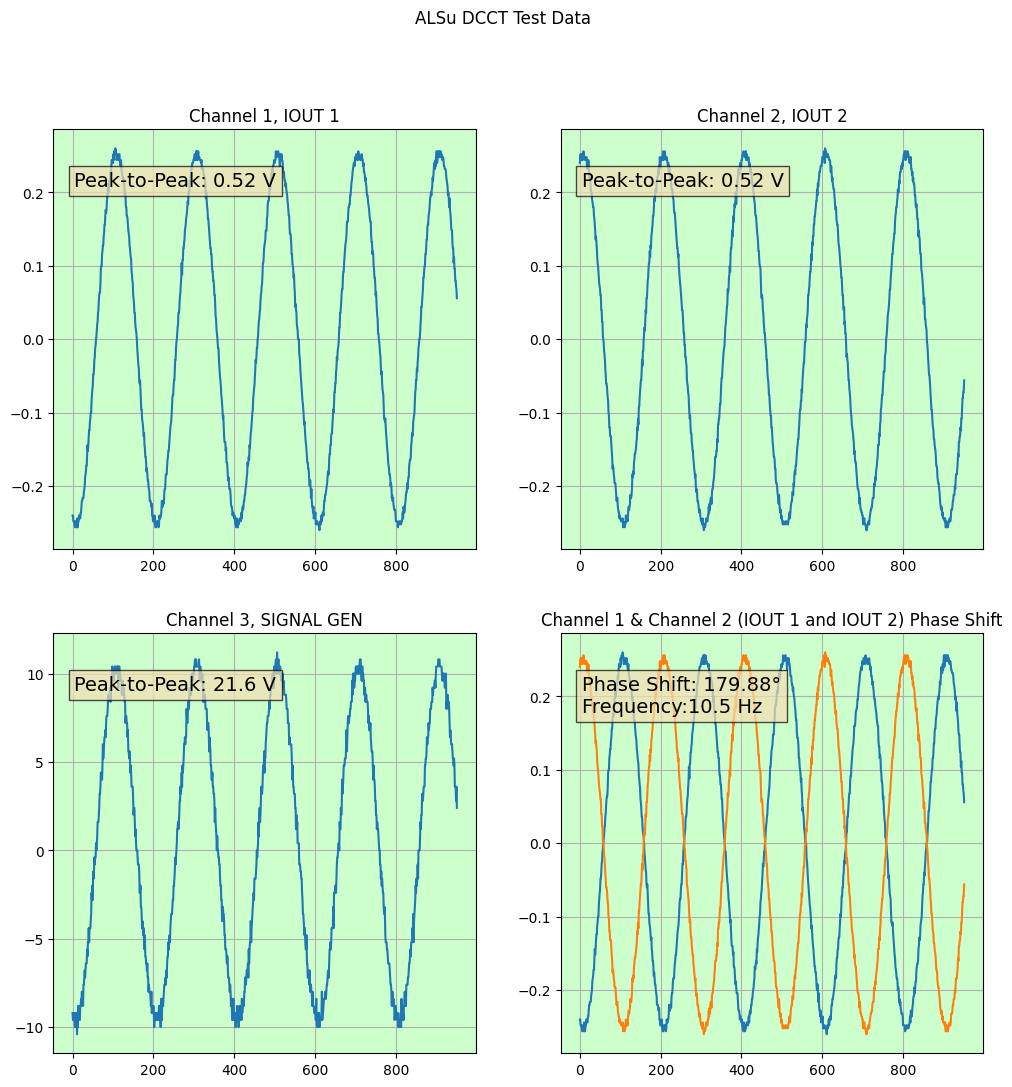 ALSu DCCT Test Data
Channel 1, IOUT 1
Peak-to-Peak: 0.52 V
0.2
0.1
0.0
−0.1
−0.2
0 200 400 600 800
Channel 2, IOUT 2
Peak-to-Peak: 0.52 V
0.2
0.1
0.0
−0.1
−0.2
0 200 400 600 800
Channel 3, SIGNAL GEN
Peak-to-Peak: 21.6 V
10
5
0
−5
−10
0 200 400 600 800
Channel 1 & Channel 2 (IOUT 1 and IOUT 2) Phase Shift
Phase Shift: 179.88°
Frequency:10.5 Hz
0.2
0.1
0.0
−0.1
−0.2
0 200 400 600 800